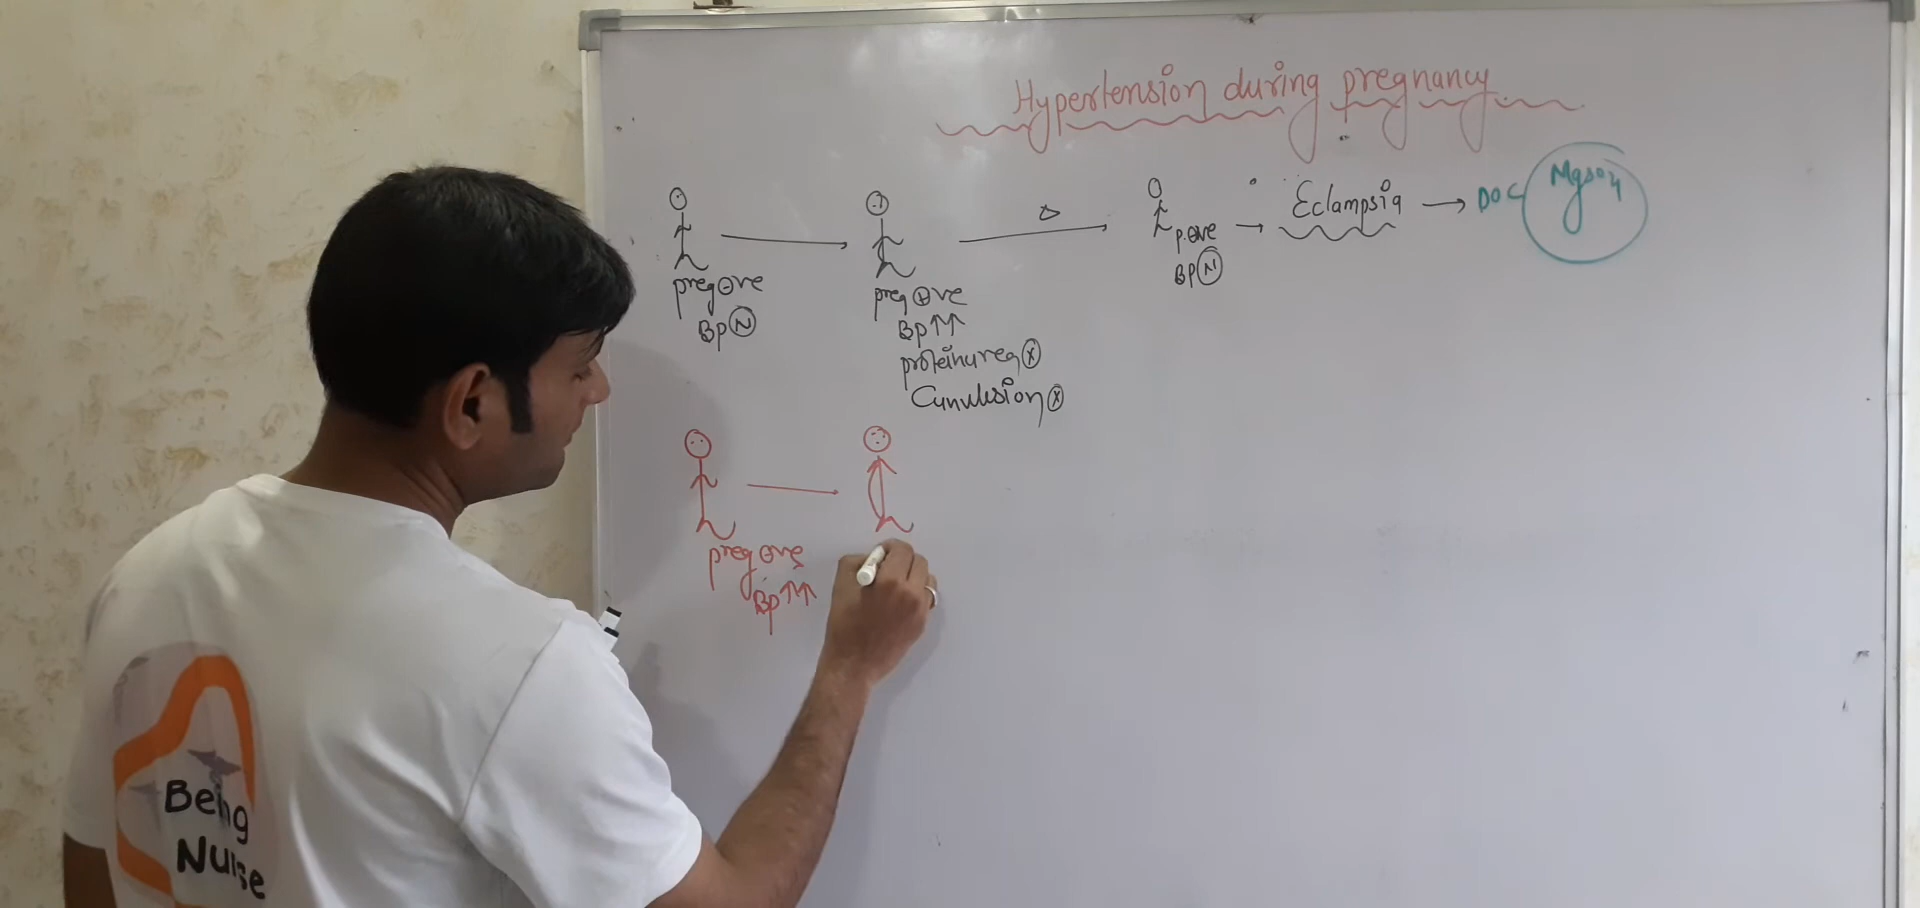 Hypertension during pregnancy
preg ⊖ve
BP Ⓝ
preg ⊕ve
BP↑↑
proteinurea ⓧ
Cunvulsion ⓧ
Δ
p.⊖ve
BP Ⓝ
Eclampsia → DOC MgSO4
preg ⊖ve
BP↑↑
Being
Nurse